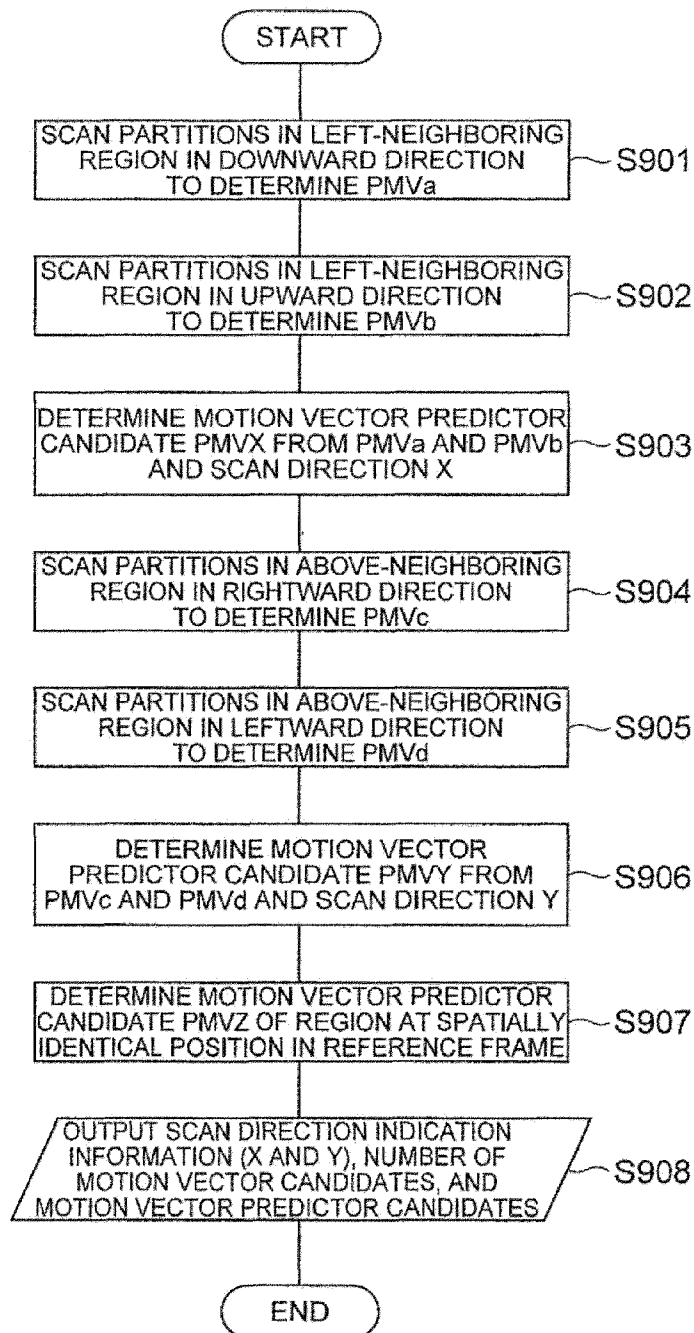 START
SCAN PARTITIONS IN LEFT-NEIGHBORING
REGION IN DOWNWARD DIRECTION
TO DETERMINE PMVa
S901
SCAN PARTITIONS IN LEFT-NEIGHBORING
REGION IN UPWARD DIRECTION
TO DETERMINE PMVb
S902
DETERMINE MOTION VECTOR PREDICTOR
CANDIDATE PMVX FROM PMVa AND PMVb
AND SCAN DIRECTION X
S903
SCAN PARTITIONS IN ABOVE-NEIGHBORING
REGION IN RIGHTWARD DIRECTION
TO DETERMINE PMVc
S904
SCAN PARTITIONS IN ABOVE-NEIGHBORING
REGION IN LEFTWARD DIRECTION
TO DETERMINE PMVd
S905
DETERMINE MOTION VECTOR
PREDICTOR CANDIDATE PMVY FROM
PMVc AND PMVd AND SCAN DIRECTION Y
S906
DETERMINE MOTION VECTOR PREDICTOR
CANDIDATE PMVZ OF REGION AT SPATIALLY
IDENTICAL POSITION IN REFERENCE FRAME
S907
OUTPUT SCAN DIRECTION INDICATION
INFORMATION (X AND Y), NUMBER OF
MOTION VECTOR CANDIDATES, AND
MOTION VECTOR PREDICTOR CANDIDATES
S908
END